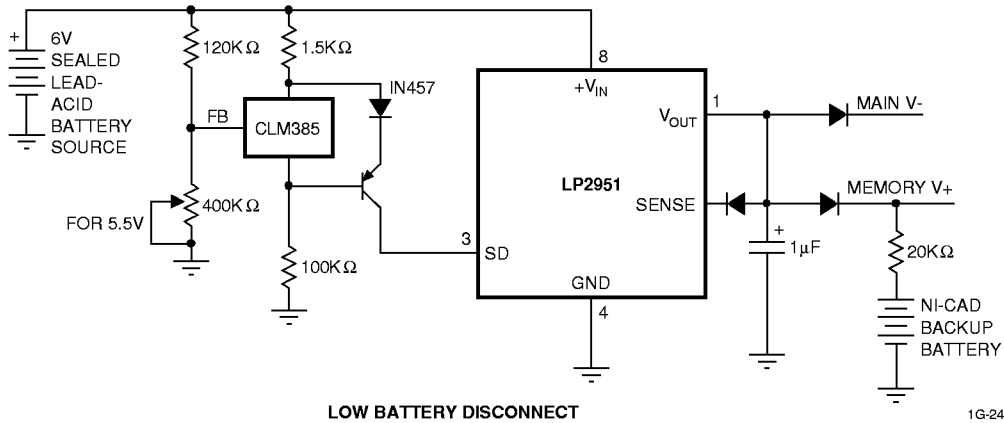 + 6V
SEALED
LEAD-
ACID
BATTERY
SOURCE
120KΩ
1.5KΩ
IN457
FB
CLM385
FOR 5.5V
400KΩ
100KΩ
8
+VIN
1
VOUT
LP2951
SENSE
3
SD
GND
4
MAIN V-
MEMORY V+
+
1µF
20KΩ
NI-CAD
BACKUP
BATTERY
LOW BATTERY DISCONNECT
1G-24